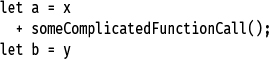 let a = x
  + someComplicatedFunctionCall();
let b = y